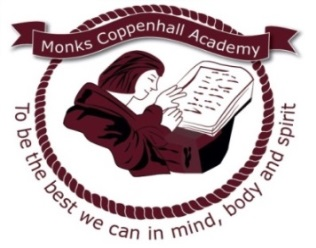 Monks Coppenhall Academy
To be the best we can in mind, body and spirit